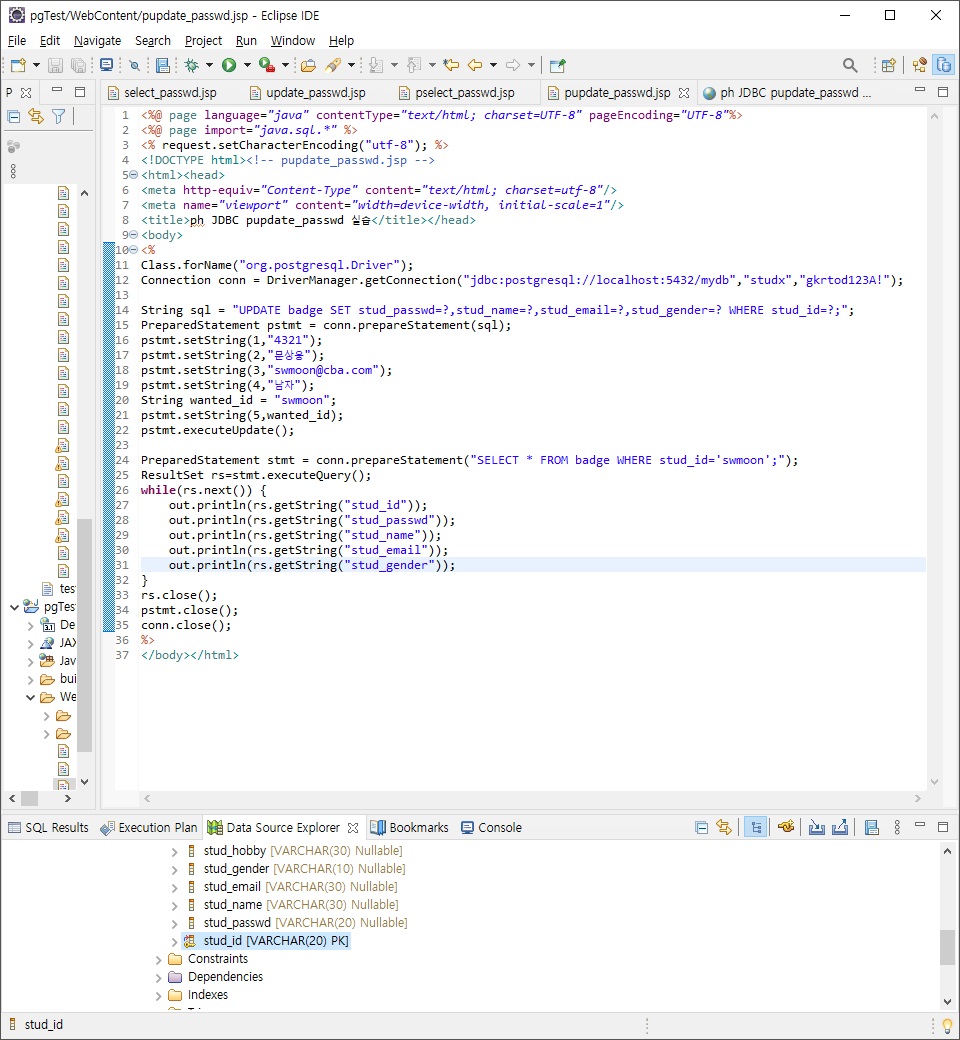 pgTest/WebContent/pupdate_passwd.jsp - Eclipse IDE
File Edit Navigate Search Project Run Window Help
P
select_passwd.jsp update_passwd.jsp pselect_passwd.jsp pupdate_passwd.jsp ph JDBC pupdate_passwd ...
1 <%@ page language="java" contentType="text/html; charset=UTF-8" pageEncoding="UTF-8"%>
2 <%@ page import="java.sql.*" %>
3 <% request.setCharacterEncoding("utf-8"); %>
4 <!DOCTYPE html><!-- pupdate_passwd.jsp -->
5 <html><head>
6 <meta http-equiv="Content-Type" content="text/html; charset=utf-8"/>
7 <meta name="viewport" content="width=device-width, initial-scale=1"/>
8 <title>ph JDBC pupdate_passwd 실습</title></head>
9 <body>
10 <%
11 Class.forName("org.postgresql.Driver");
12 Connection conn = DriverManager.getConnection("jdbc:postgresql://localhost:5432/mydb","studx","gkrtod123A!");
13
14 String sql = "UPDATE badge SET stud_passwd=?,stud_name=?,stud_email=?,stud_gender=? WHERE stud_id=?;";
15 PreparedStatement pstmt = conn.prepareStatement(sql);
16 pstmt.setString(1,"4321");
17 pstmt.setString(2,"믄상웅");
18 pstmt.setString(3,"swmoon@cba.com");
19 pstmt.setString(4,"남자");
20 String wanted_id = "swmoon";
21 pstmt.setString(5,wanted_id);
22 pstmt.executeUpdate();
23
24 PreparedStatement stmt = conn.prepareStatement("SELECT * FROM badge WHERE stud_id='swmoon';");
25 ResultSet rs=stmt.executeQuery();
26 while(rs.next()) {
27 out.println(rs.getString("stud_id"));
28 out.println(rs.getString("stud_passwd"));
29 out.println(rs.getString("stud_name"));
30 out.println(rs.getString("stud_email"));
31 out.println(rs.getString("stud_gender"));
32 }
33 rs.close();
34 pstmt.close();
35 conn.close();
36 %>
37 </body></html>
test
pgTest
De
JAX
Java
bui
We
SQL Results Execution Plan Data Source Explorer Bookmarks Console
stud_hobby [VARCHAR(30) Nullable]
stud_gender [VARCHAR(10) Nullable]
stud_email [VARCHAR(30) Nullable]
stud_name [VARCHAR(30) Nullable]
stud_passwd [VARCHAR(20) Nullable]
stud_id [VARCHAR(20) PK]
Constraints
Dependencies
Indexes
stud_id